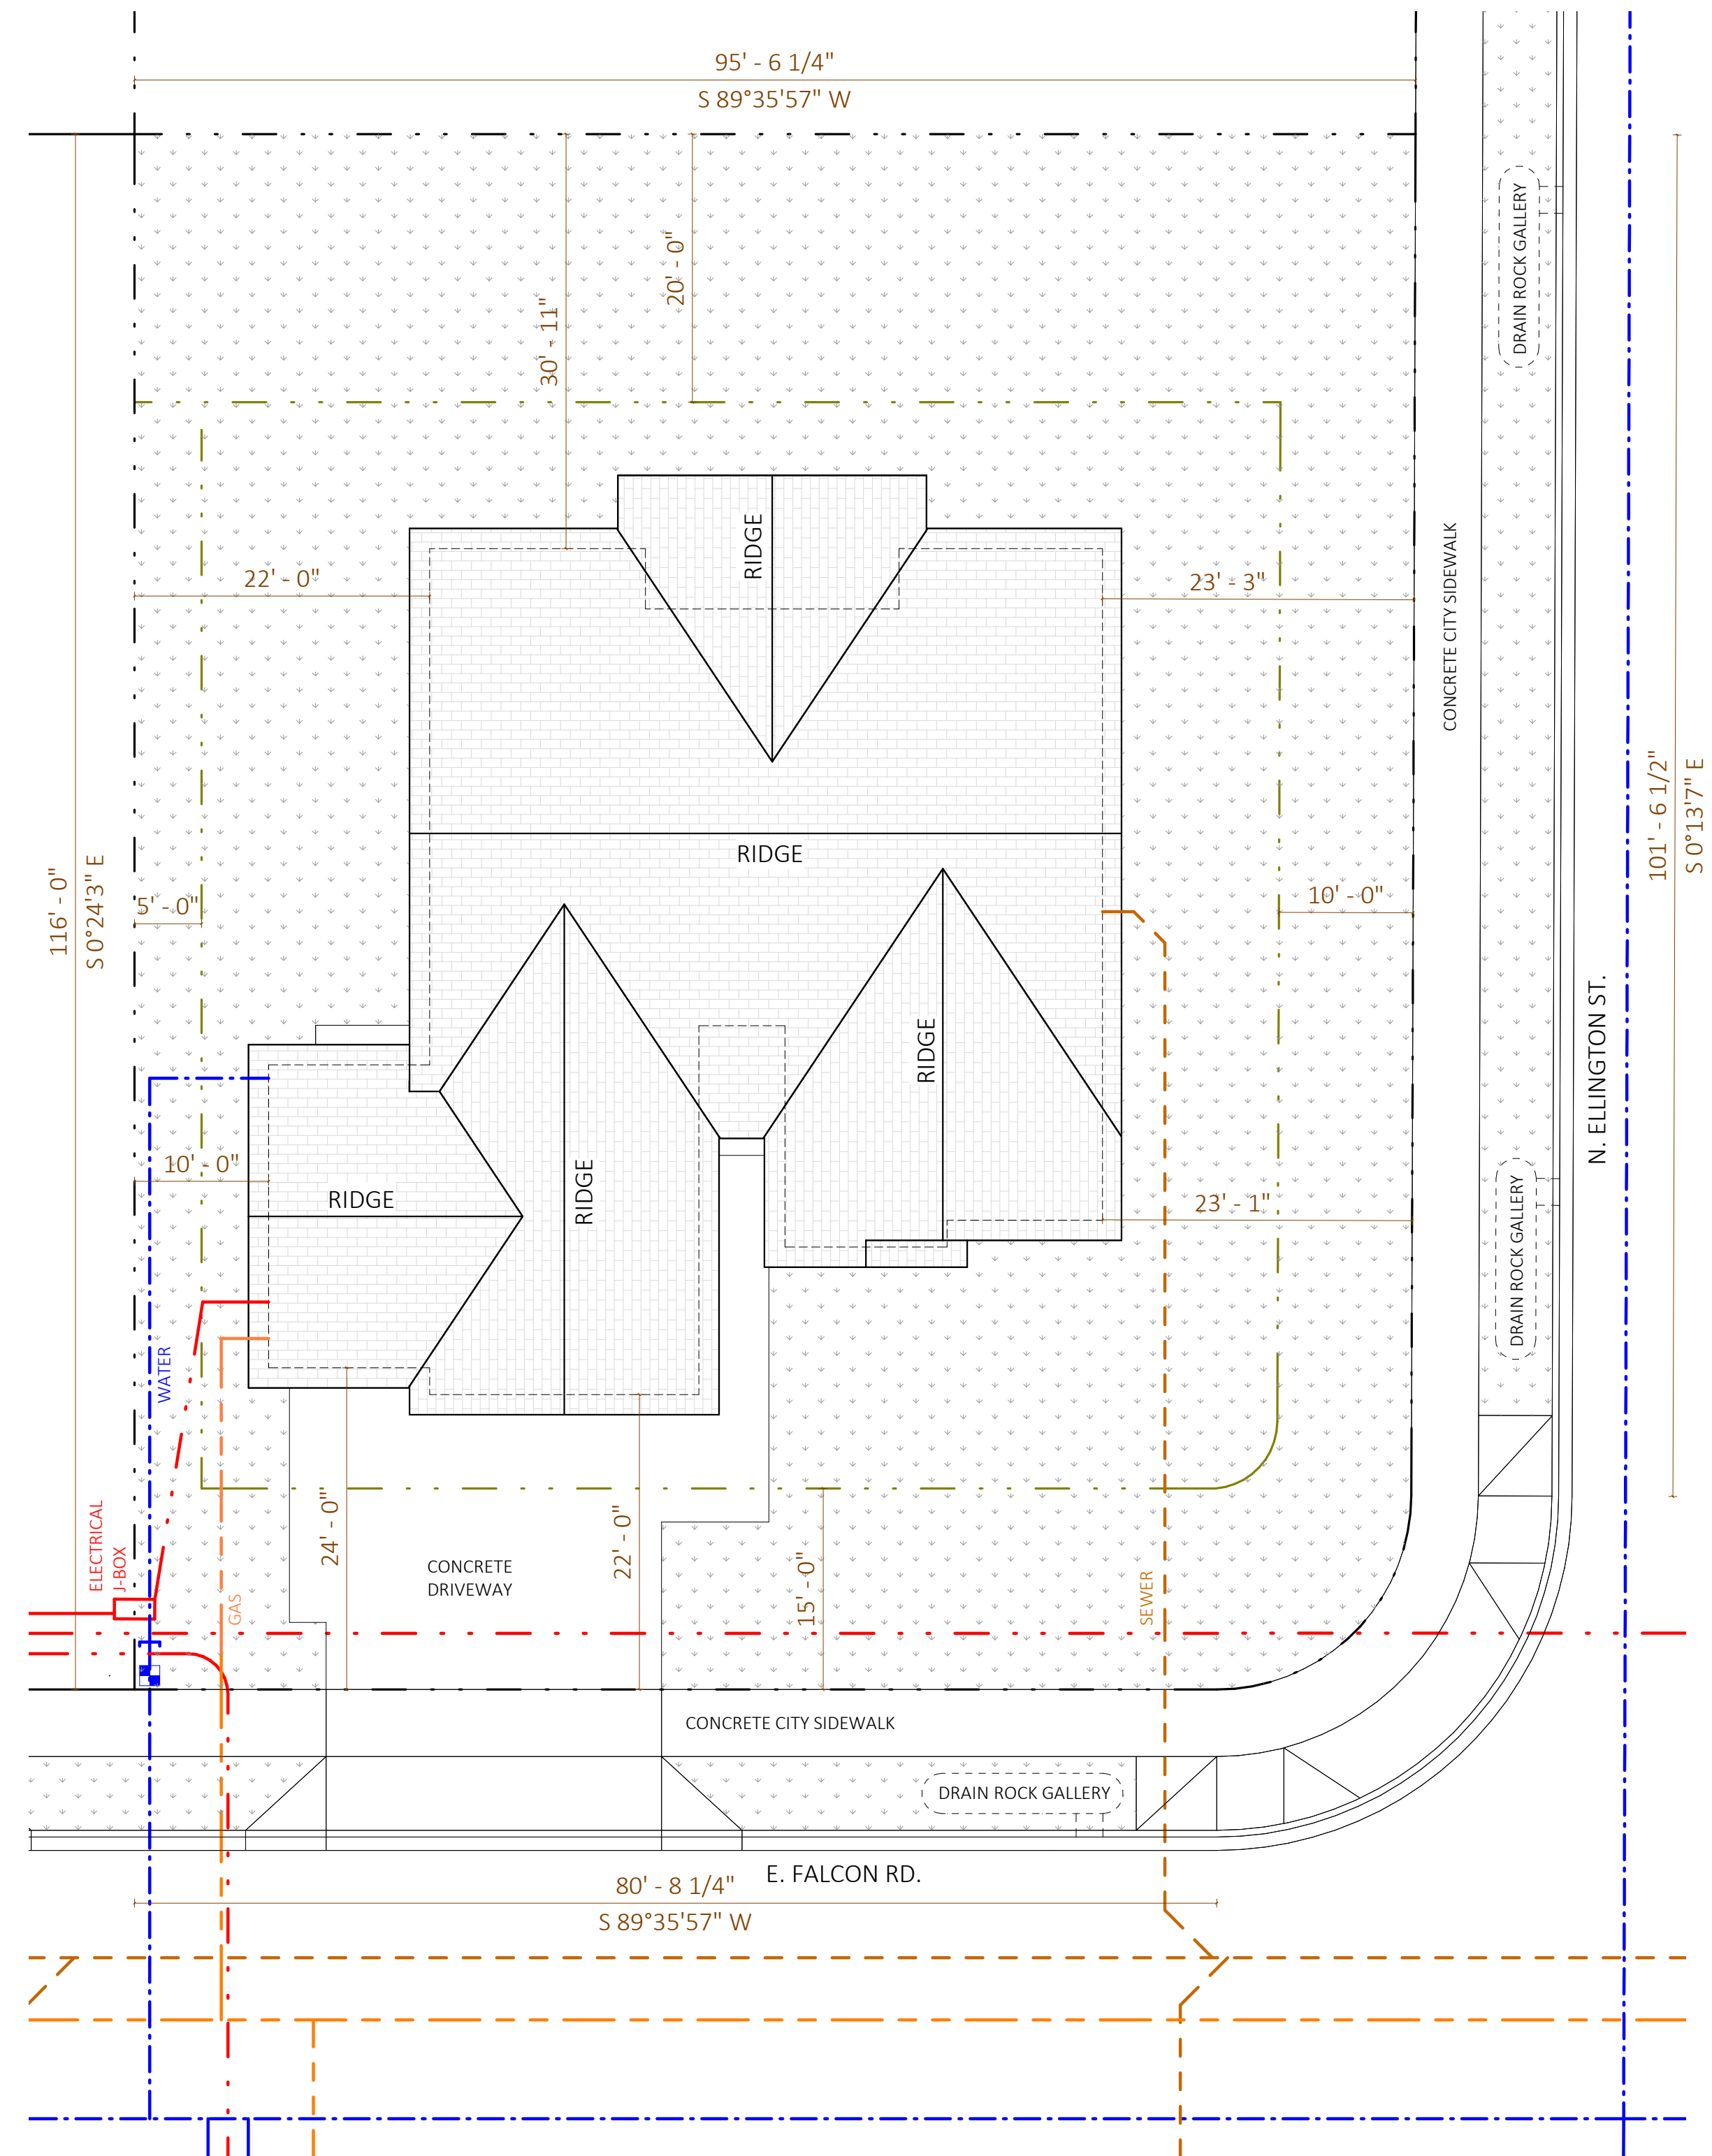 95' - 6 1/4"
S 89°35'57" W
DRAIN ROCK GALLERY
20' - 0"
30' - 11"
RIDGE
22' - 0"
23' - 3"
CONCRETE CITY SIDEWALK
101' - 6 1/2"
S 0°13'7" E
RIDGE
116' - 0"
S 0°24'3" E
5' - 0"
10' - 0"
N. ELLINGTON ST.
RIDGE
10' - 0"
RIDGE
RIDGE
23' - 1"
DRAIN ROCK GALLERY
WATER
ELECTRICAL
J-BOX
24' - 0"
CONCRETE
DRIVEWAY
22' - 0"
15' - 0"
GAS
SEWER
CONCRETE CITY SIDEWALK
DRAIN ROCK GALLERY
E. FALCON RD.
80' - 8 1/4"
S 89°35'57" W